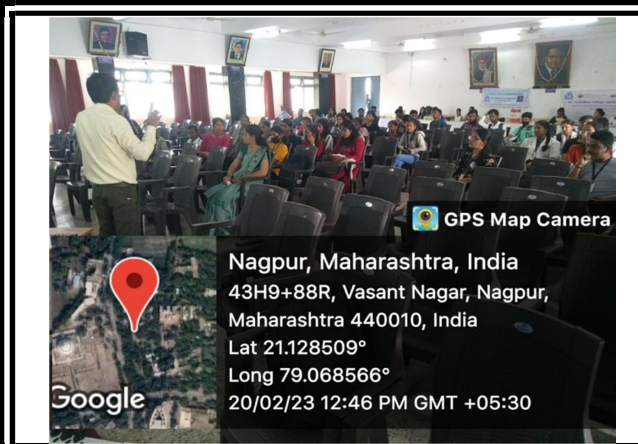 GPS Map Camera
Nagpur, Maharashtra, India
43H9+88R, Vasant Nagar, Nagpur,
Maharashtra 440010, India
Lat 21.128509°
Long 79.068566°
20/02/23 12:46 PM GMT +05:30
Google